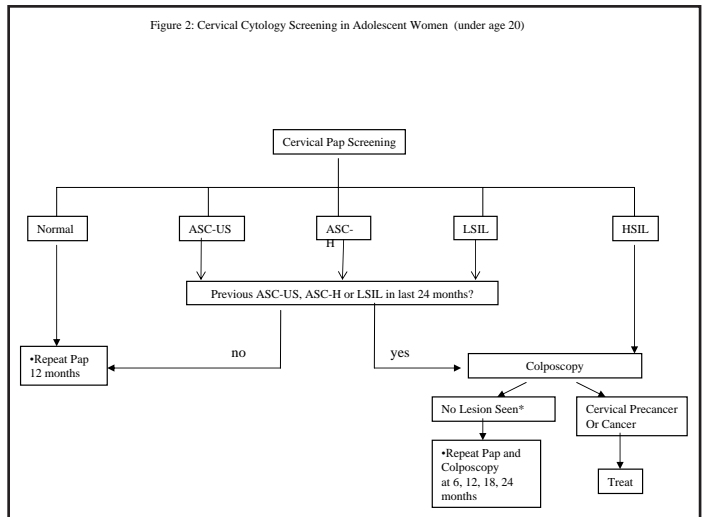 Figure 2: Cervical Cytology Screening in Adolescent Women (under age 20)
Cervical Pap Screening
Normal
ASC-US
ASC-
H
LSIL
HSIL
Previous ASC-US, ASC-H or LSIL in last 24 months?
no
yes
•Repeat Pap
12 months
Colposcopy
No Lesion Seen*
Cervical Precancer
Or Cancer
•Repeat Pap and
Colposcopy
at 6, 12, 18, 24
months
Treat